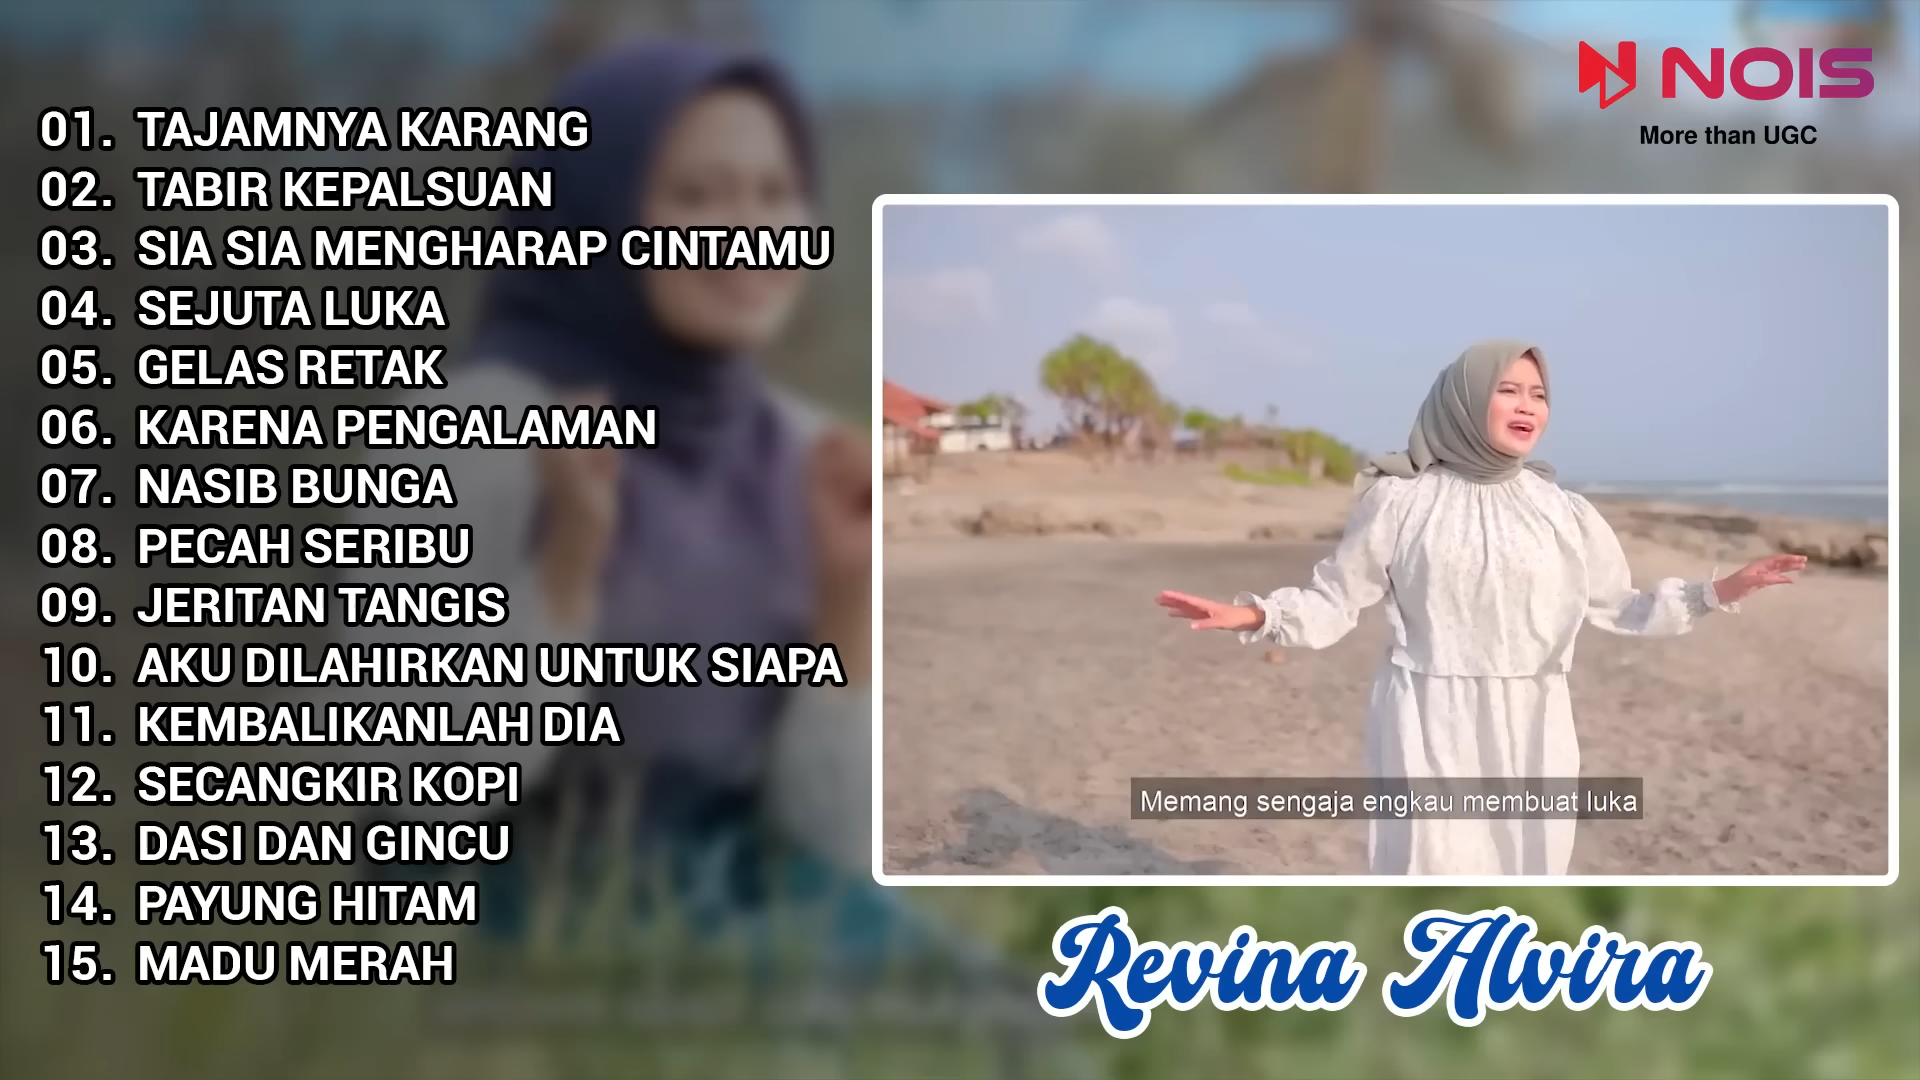 01. TAJAMNYA KARANG
02. TABIR KEPALSUAN
03. SIA SIA MENGHARAP CINTAMU
04. SEJUTA LUKA
05. GELAS RETAK
06. KARENA PENGALAMAN
07. NASIB BUNGA
08. PECAH SERIBU
09. JERITAN TANGIS
10. AKU DILAHIRKAN UNTUK SIAPA
11. KEMBALIKANLAH DIA
12. SECANGKIR KOPI
13. DASI DAN GINCU
14. PAYUNG HITAM
15. MADU MERAH
NOIS
More than UGC
Memang sengaja engkau membuat luka
Revina Alvira